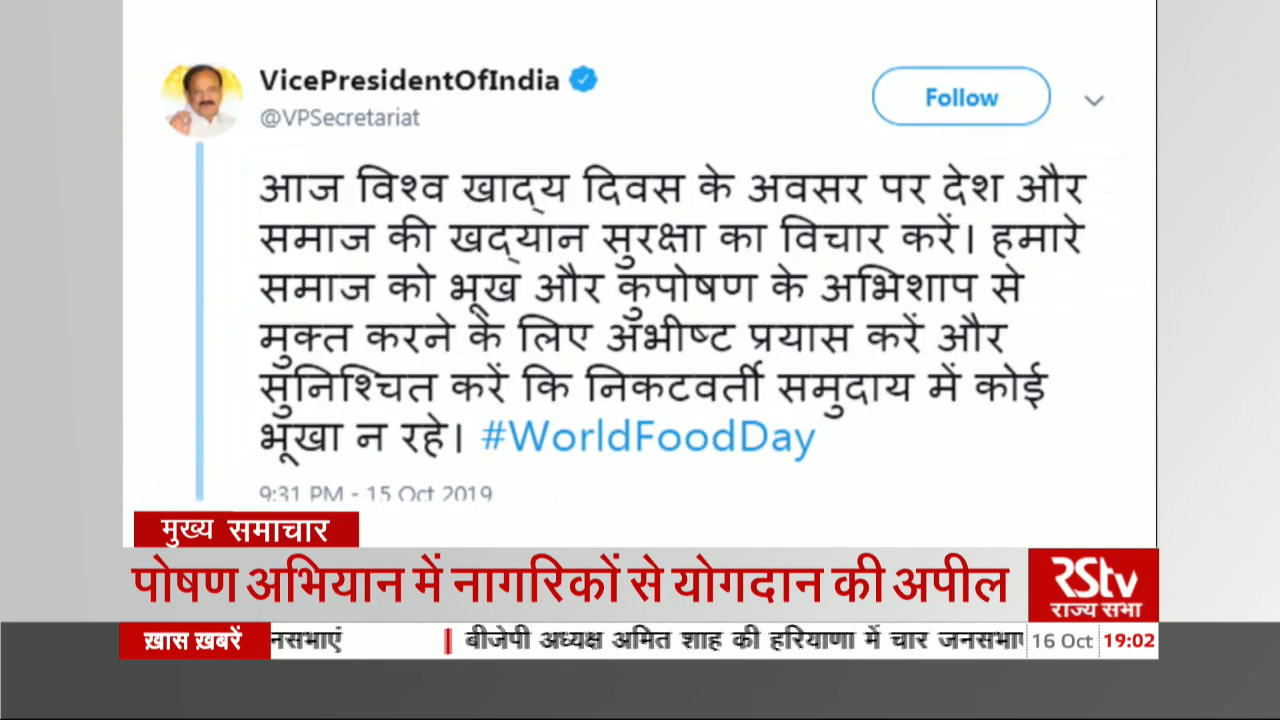 VicePresidentOfIndia
@VPSecretariat
Follow
आज विश्व खाद्य दिवस के अवसर पर देश और
समाज की खद्यान सुरक्षा का विचार करें। हमारे
समाज को भूख और कुपोषण के अभिशाप से
मुक्त करने के लिए अभीष्ट प्रयास करें और
सुनिश्चित करें कि निकटवर्ती समुदाय में कोई
भूखा न रहे। #WorldFoodDay
9:31 PM - 15 Oct 2019
मुख्य समाचार
पोषण अभियान में नागरिकों से योगदान की अपील
RStv
राज्य सभा
ख़ास ख़बरें नसभाएं | बीजेपी अध्यक्ष अमित शाह की हरियाणा में चार जनसभा 16 Oct 19:02